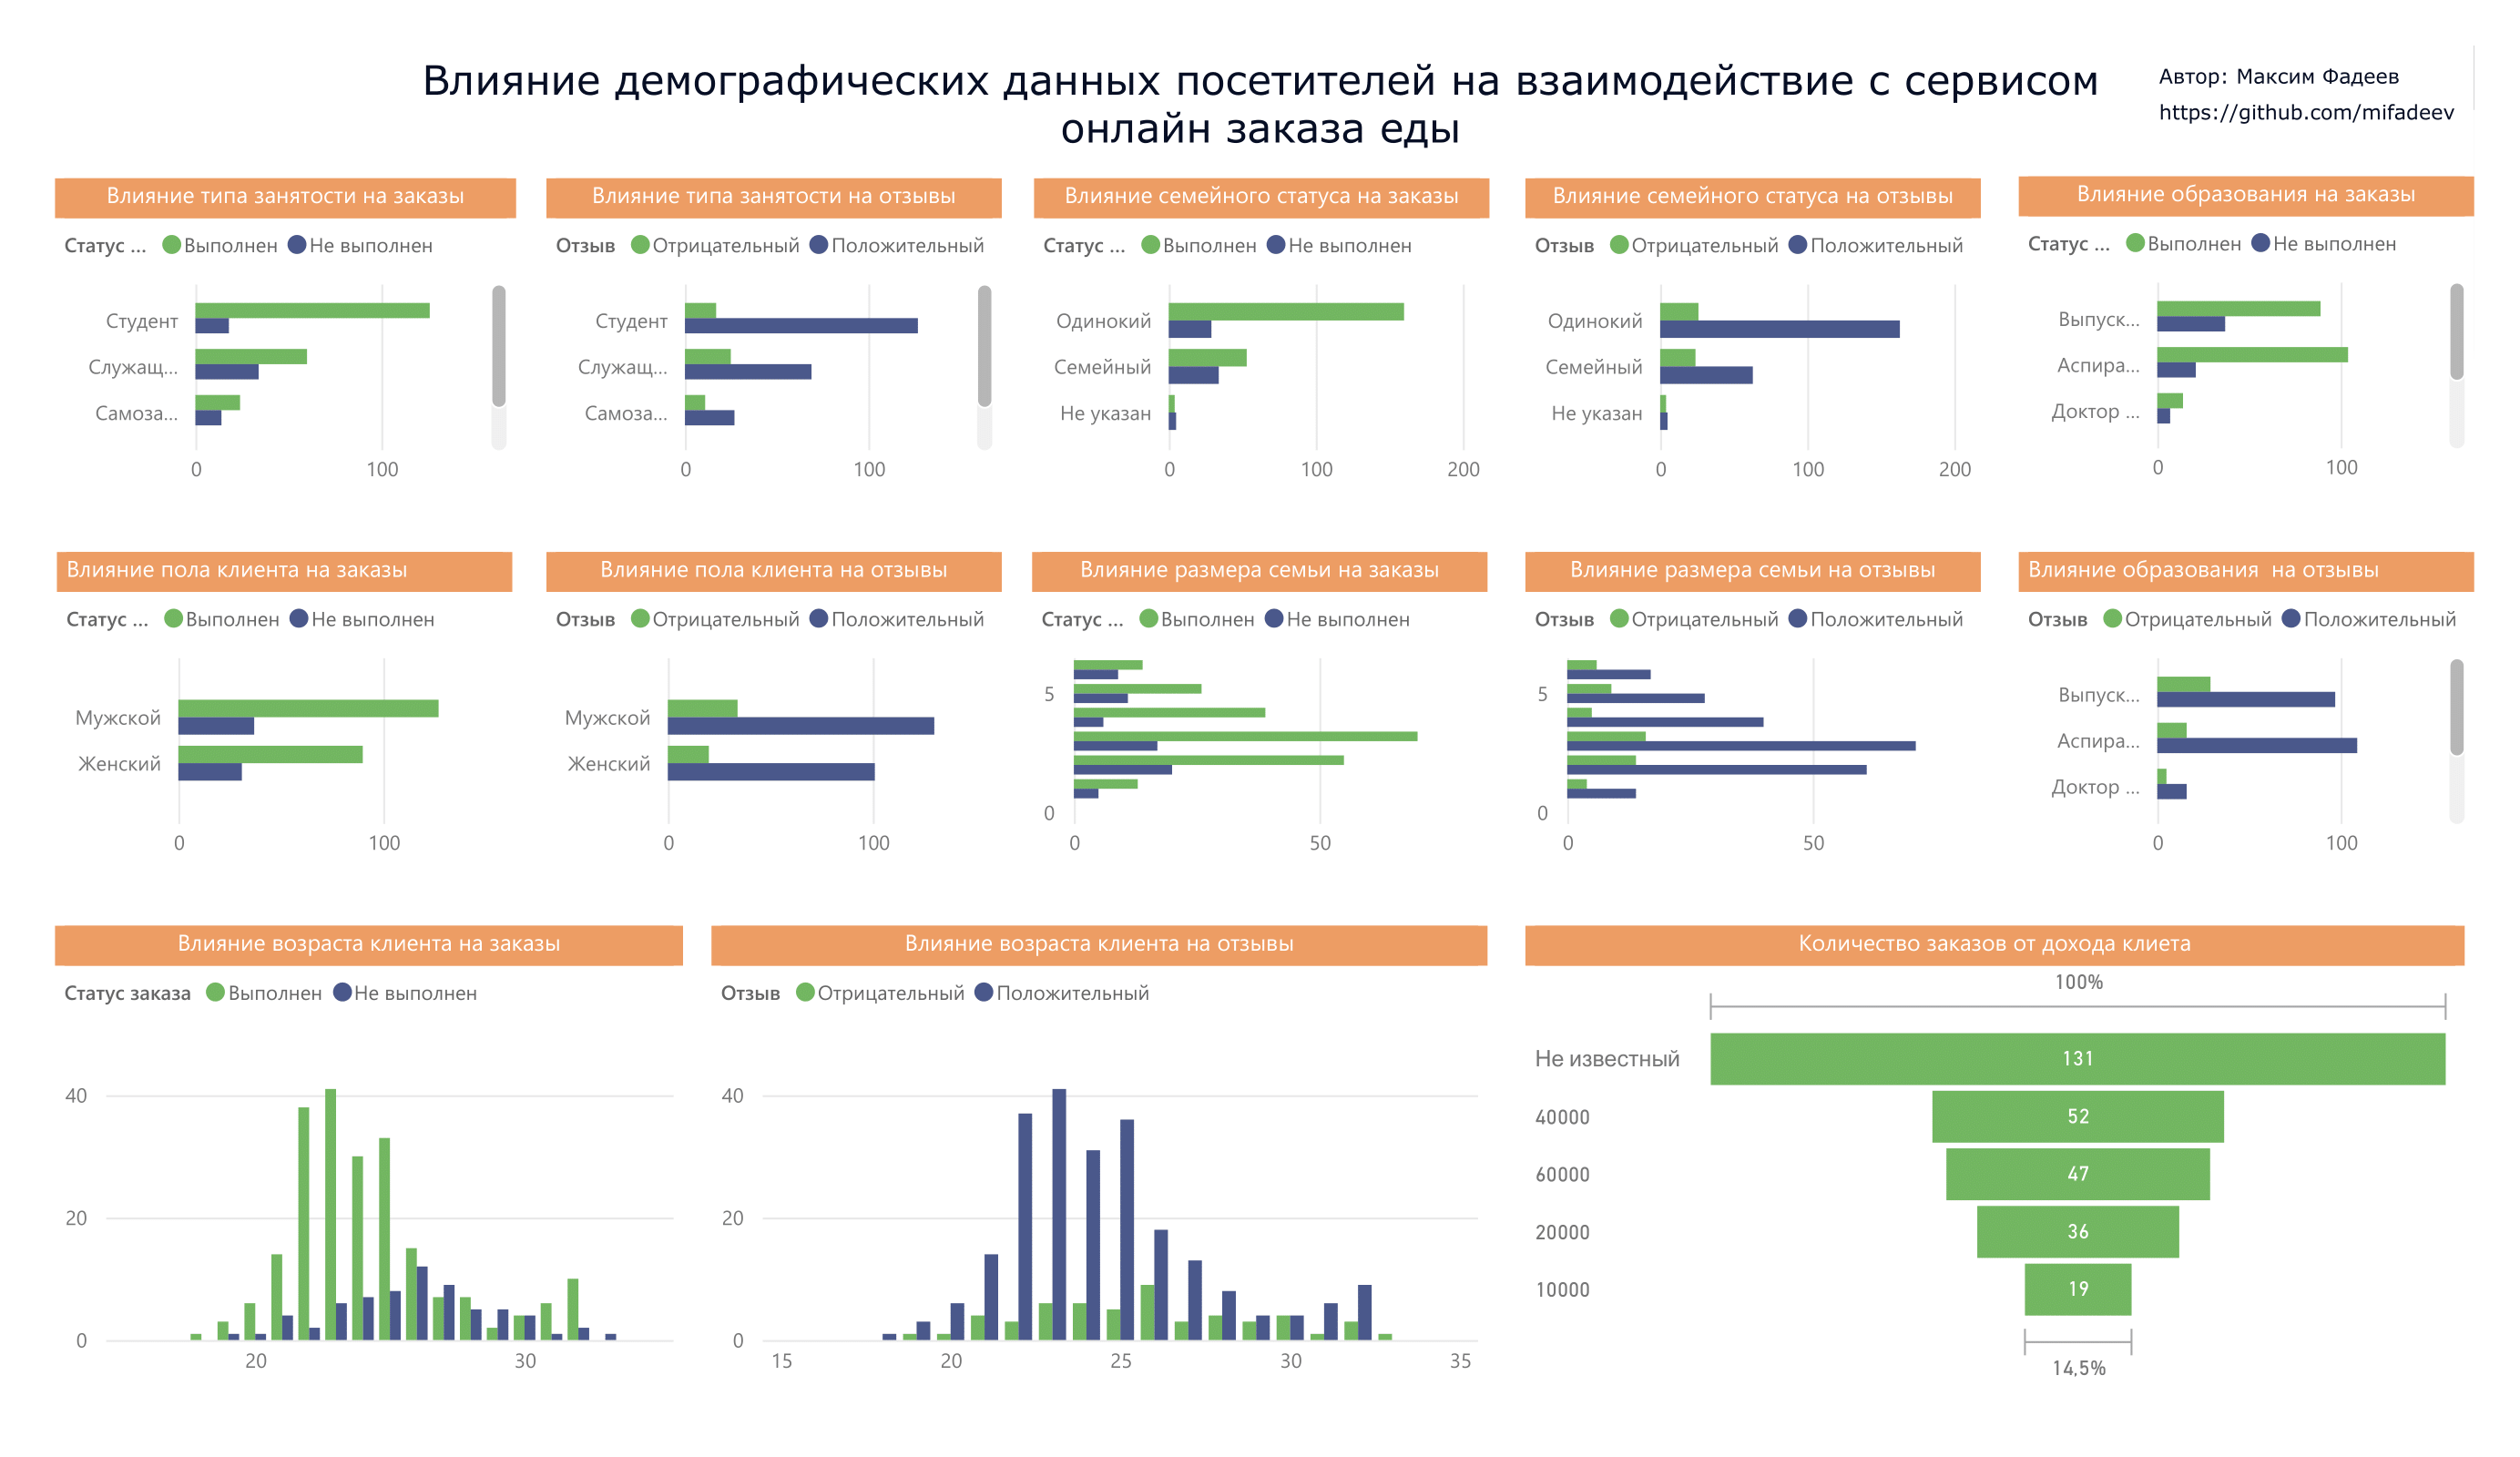 Влияние демографических данных посетителей на взаимодействие с сервисом
онлайн заказа еды
Автор: Максим Фадеев
https://github.com/mifadeev
Влияние типа занятости на заказы
Статус ... Выполнен Не выполнен
Студент
Служащ...
Самоза...
0 100
Влияние типа занятости на отзывы
Отзыв Отрицательный Положительный
Студент
Служащ...
Самоза...
0 100
Влияние семейного статуса на заказы
Статус ... Выполнен Не выполнен
Одинокий
Семейный
Не указан
0 100 200
Влияние семейного статуса на отзывы
Отзыв Отрицательный Положительный
Одинокий
Семейный
Не указан
0 100 200
Влияние образования на заказы
Статус ... Выполнен Не выполнен
Выпуск...
Аспира...
Доктор ...
0 100
Влияние пола клиента на заказы
Статус ... Выполнен Не выполнен
Мужской
Женский
0 100
Влияние пола клиента на отзывы
Отзыв Отрицательный Положительный
Мужской
Женский
0 100
Влияние размера семьи на заказы
Статус ... Выполнен Не выполнен
5
0
0 50
Влияние размера семьи на отзывы
Отзыв Отрицательный Положительный
5
0
0 50
Влияние образования  на отзывы
Отзыв Отрицательный Положительный
Выпуск...
Аспира...
Доктор ...
0 100
Влияние возраста клиента на заказы
Статус заказа Выполнен Не выполнен
40
20
0
20 30
Влияние возраста клиента на отзывы
Отзыв Отрицательный Положительный
40
20
0
15 20 25 30 35
Количество заказов от дохода клиета
100%
Не известный 131
40000 52
60000 47
20000 36
10000 19
14,5%